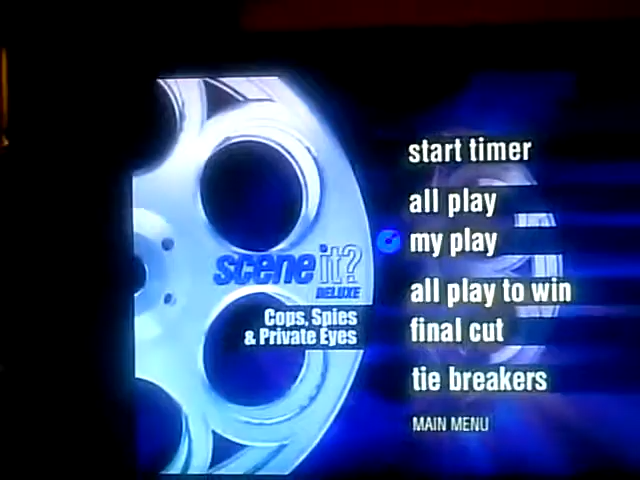 scene it?
DELUXE
Cops, Spies
& Private Eyes
start timer
all play
my play
all play to win
final cut
tie breakers
MAIN MENU